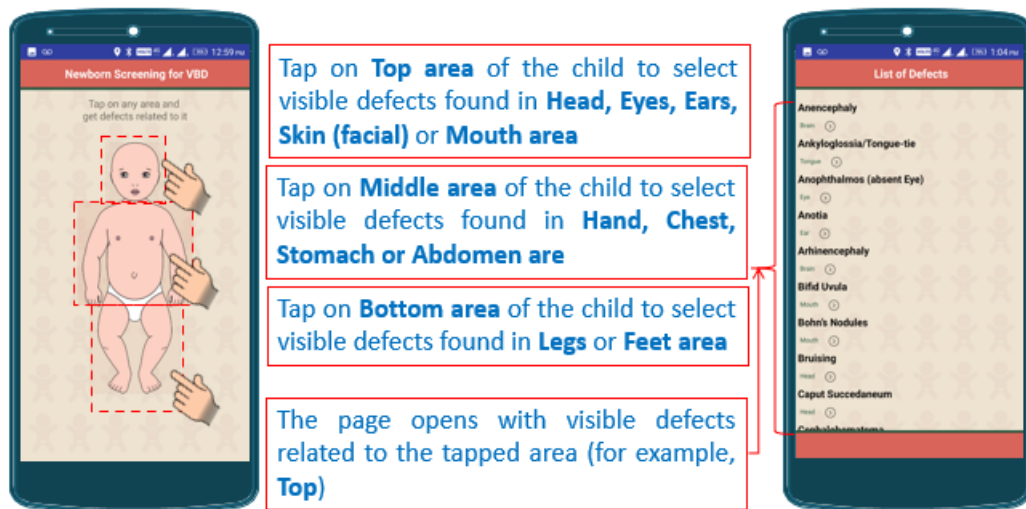 12:59 PM
Newborn Screening for VBD
Tap on any area and
get defects related to it
Tap on Top area of the child to select
visible defects found in Head, Eyes, Ears,
Skin (facial) or Mouth area
Tap on Middle area of the child to select
visible defects found in Hand, Chest,
Stomach or Abdomen are
Tap on Bottom area of the child to select
visible defects found in Legs or Feet area
The page opens with visible defects
related to the tapped area (for example,
Top)
1:04 PM
List of Defects
Anencephaly
Brain
Ankyloglossia/Tongue-tie
Tongue
Anophthalmos (absent Eye)
Eye
Anotia
Ear
Arhinencephaly
Brain
Bifid Uvula
Mouth
Bohn's Nodules
Mouth
Bruising
Head
Caput Succedaneum
Head